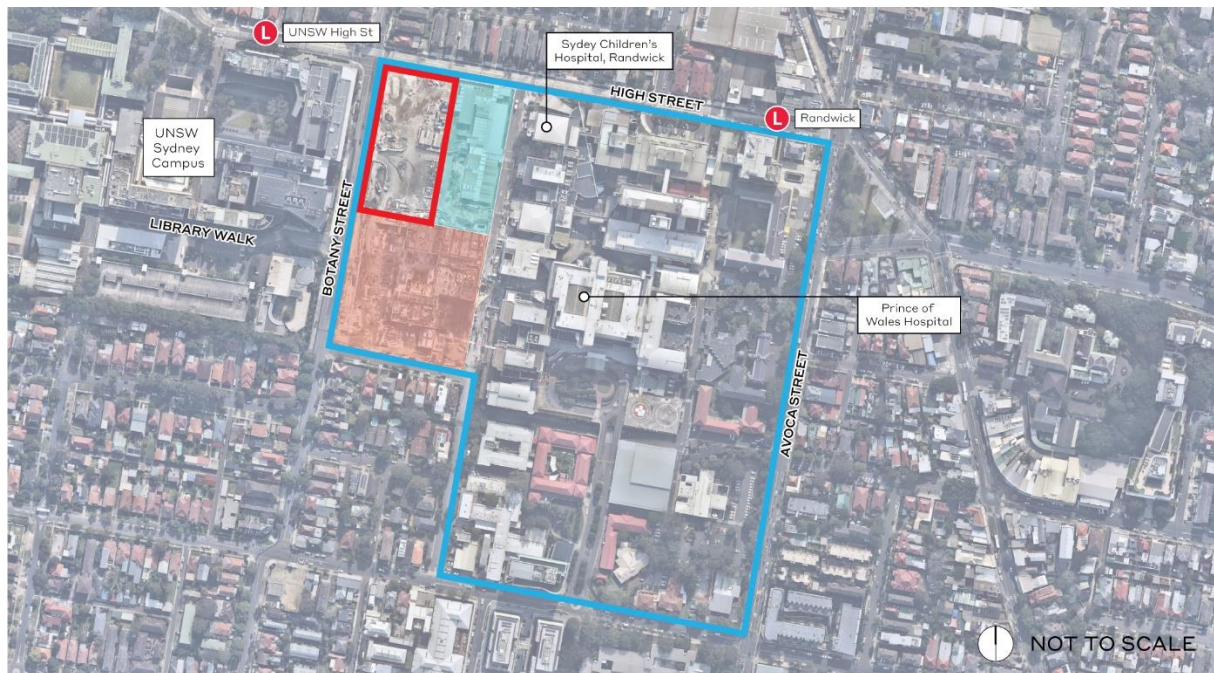 L UNSW High St
Sydey Children's
Hospital, Randwick
HIGH STREET
L Randwick
UNSW
Sydney
Campus
LIBRARY WALK
BOTANY STREET
Prince of
Wales Hospital
AVOCA STREET
NOT TO SCALE